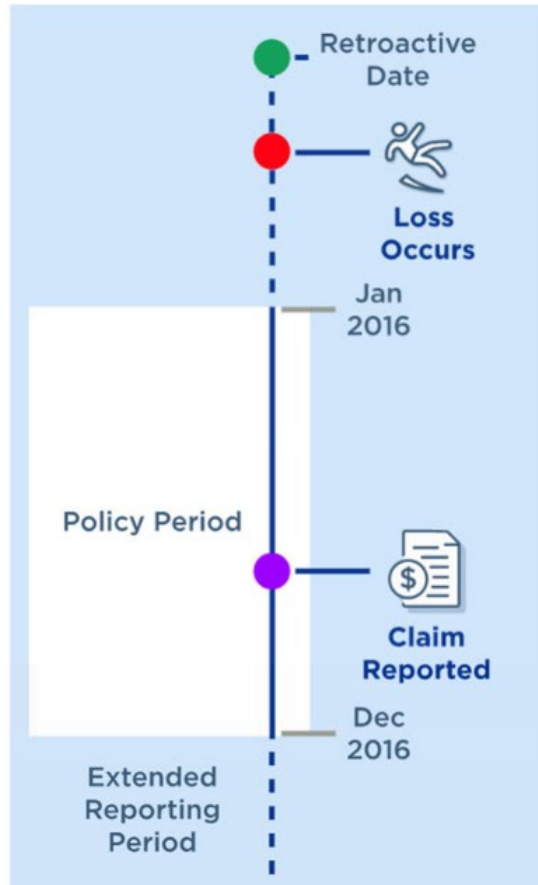 Retroactive
Date
Loss
Occurs
Jan
2016
Policy Period
$
Claim
Reported
Dec
2016
Extended
Reporting
Period